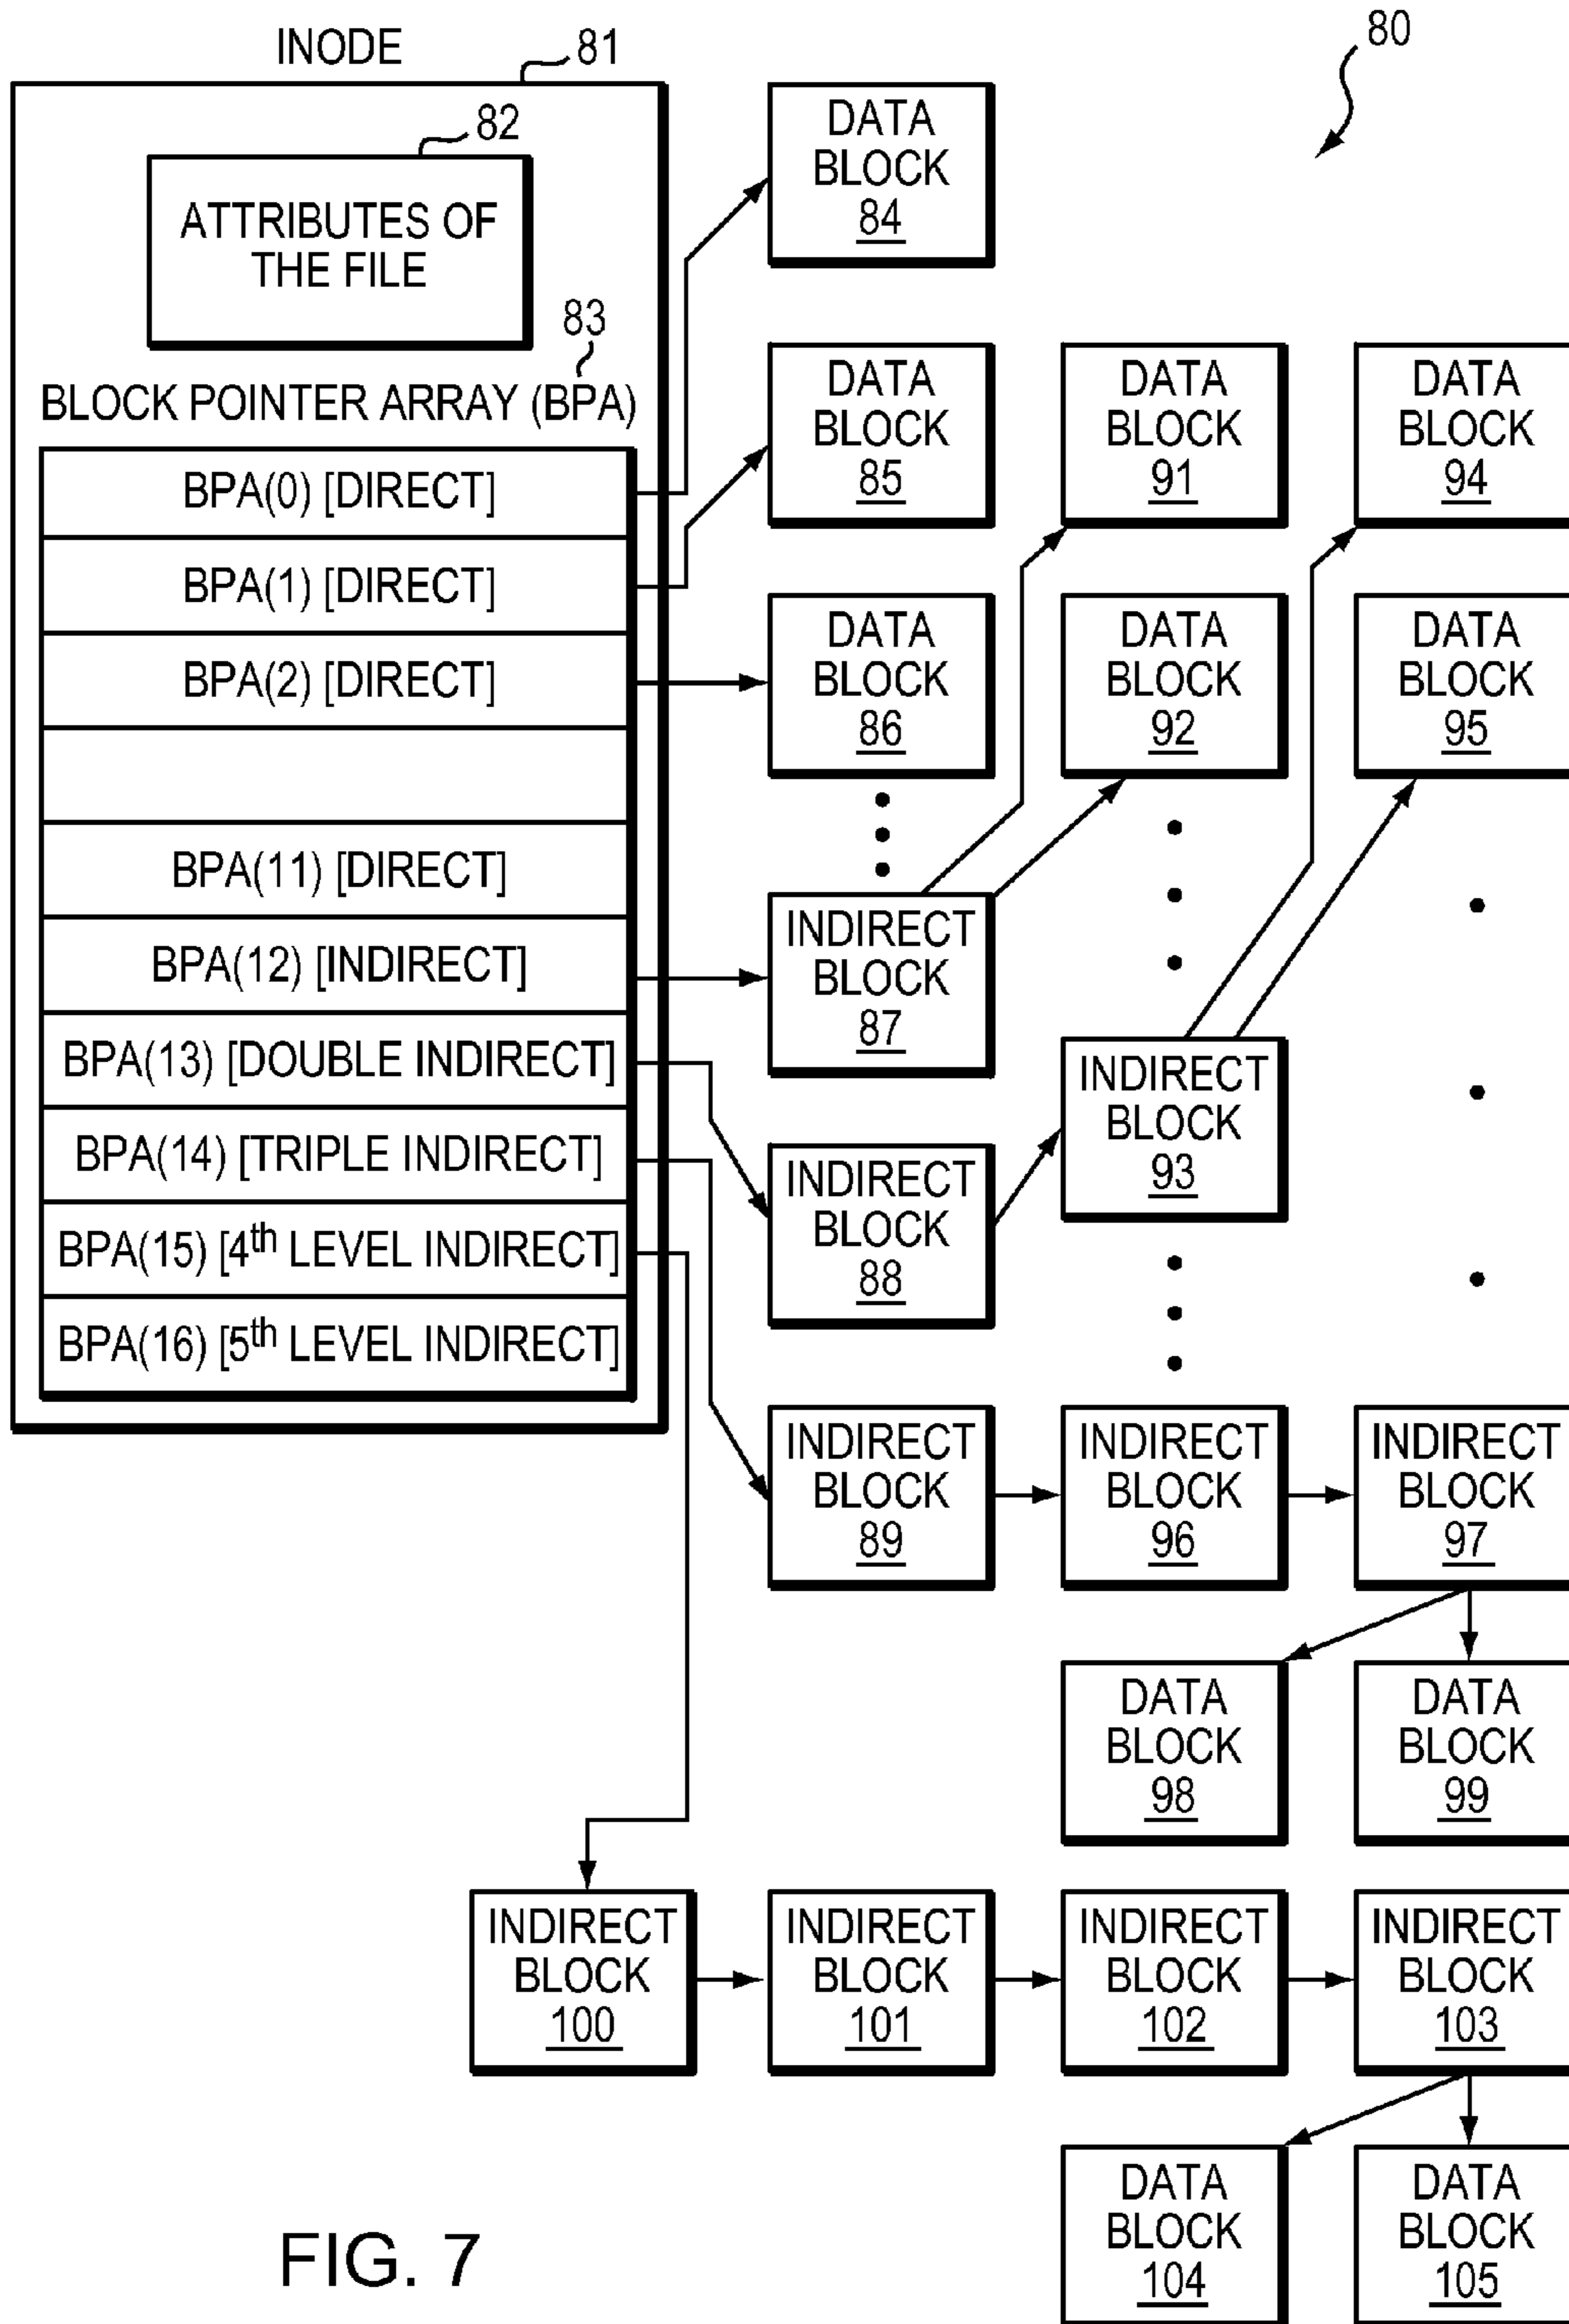 INODE
81
80
82
ATTRIBUTES OF
THE FILE
83
BLOCK POINTER ARRAY (BPA)
BPA(0) [DIRECT]
BPA(1) [DIRECT]
BPA(2) [DIRECT]
BPA(11) [DIRECT]
BPA(12) [INDIRECT]
BPA(13) [DOUBLE INDIRECT]
BPA(14) [TRIPLE INDIRECT]
BPA(15) [4th LEVEL INDIRECT]
BPA(16) [5th LEVEL INDIRECT]
DATA
BLOCK
84
DATA
BLOCK
85
DATA
BLOCK
91
DATA
BLOCK
94
DATA
BLOCK
86
DATA
BLOCK
92
DATA
BLOCK
95
INDIRECT
BLOCK
87
INDIRECT
BLOCK
93
INDIRECT
BLOCK
88
INDIRECT
BLOCK
89
INDIRECT
BLOCK
96
INDIRECT
BLOCK
97
DATA
BLOCK
98
DATA
BLOCK
99
INDIRECT
BLOCK
100
INDIRECT
BLOCK
101
INDIRECT
BLOCK
102
INDIRECT
BLOCK
103
DATA
BLOCK
104
DATA
BLOCK
105
FIG. 7